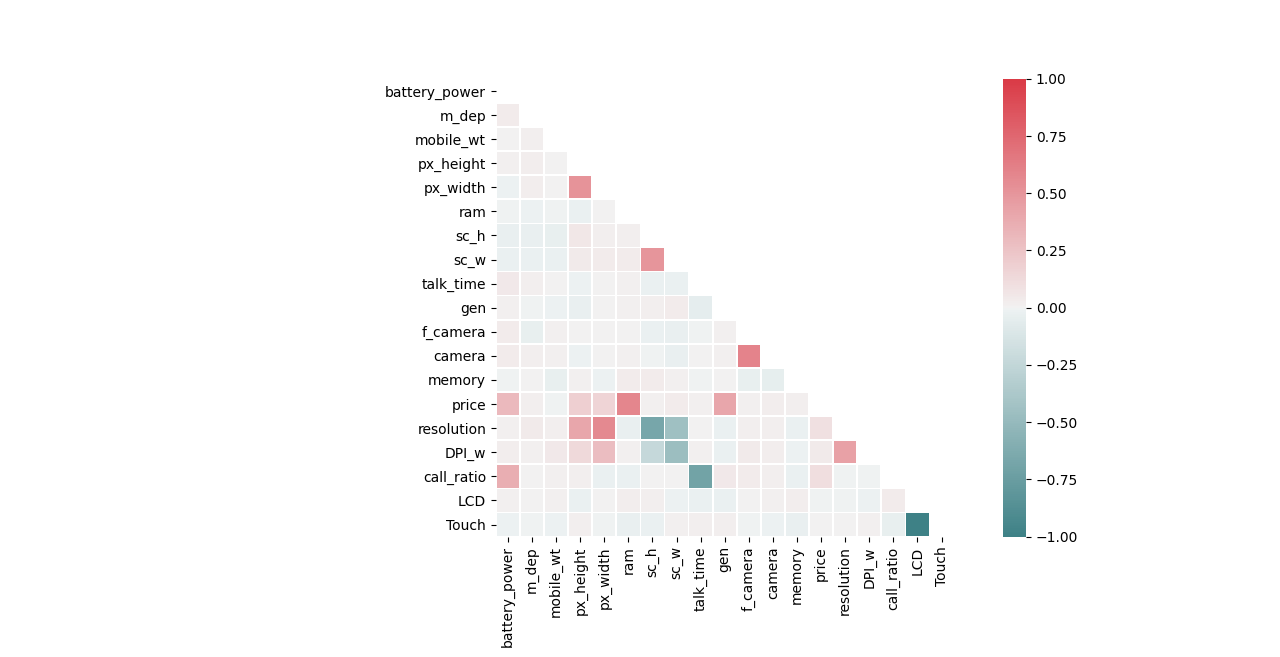 battery_power
m_dep
mobile_wt
px_height
px_width
ram
sc_h
sc_w
talk_time
gen
f_camera
camera
memory
price
resolution
DPI_w
call_ratio
LCD
Touch
battery_power
m_dep
mobile_wt
px_height
px_width
ram
sc_h
sc_w
talk_time
gen
f_camera
camera
memory
price
resolution
DPI_w
call_ratio
LCD
Touch
1.00
0.75
0.50
0.25
0.00
−0.25
−0.50
−0.75
−1.00